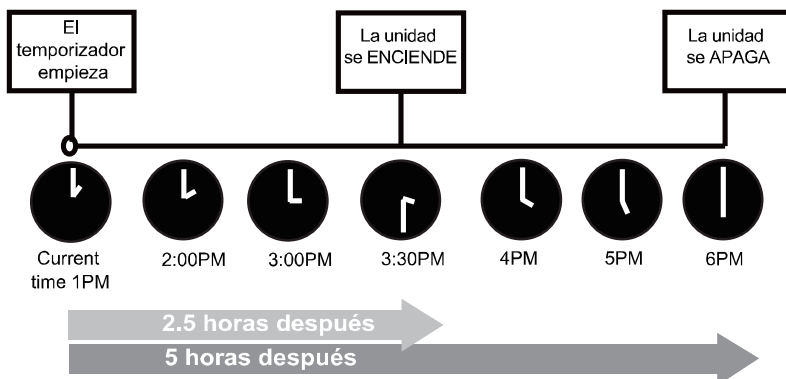 El
temporizador
empieza
La unidad
se ENCIENDE
La unidad
se APAGA
Current
time 1PM
2:00PM
3:00PM
3:30PM
4PM
5PM
6PM
2.5 horas después
5 horas después